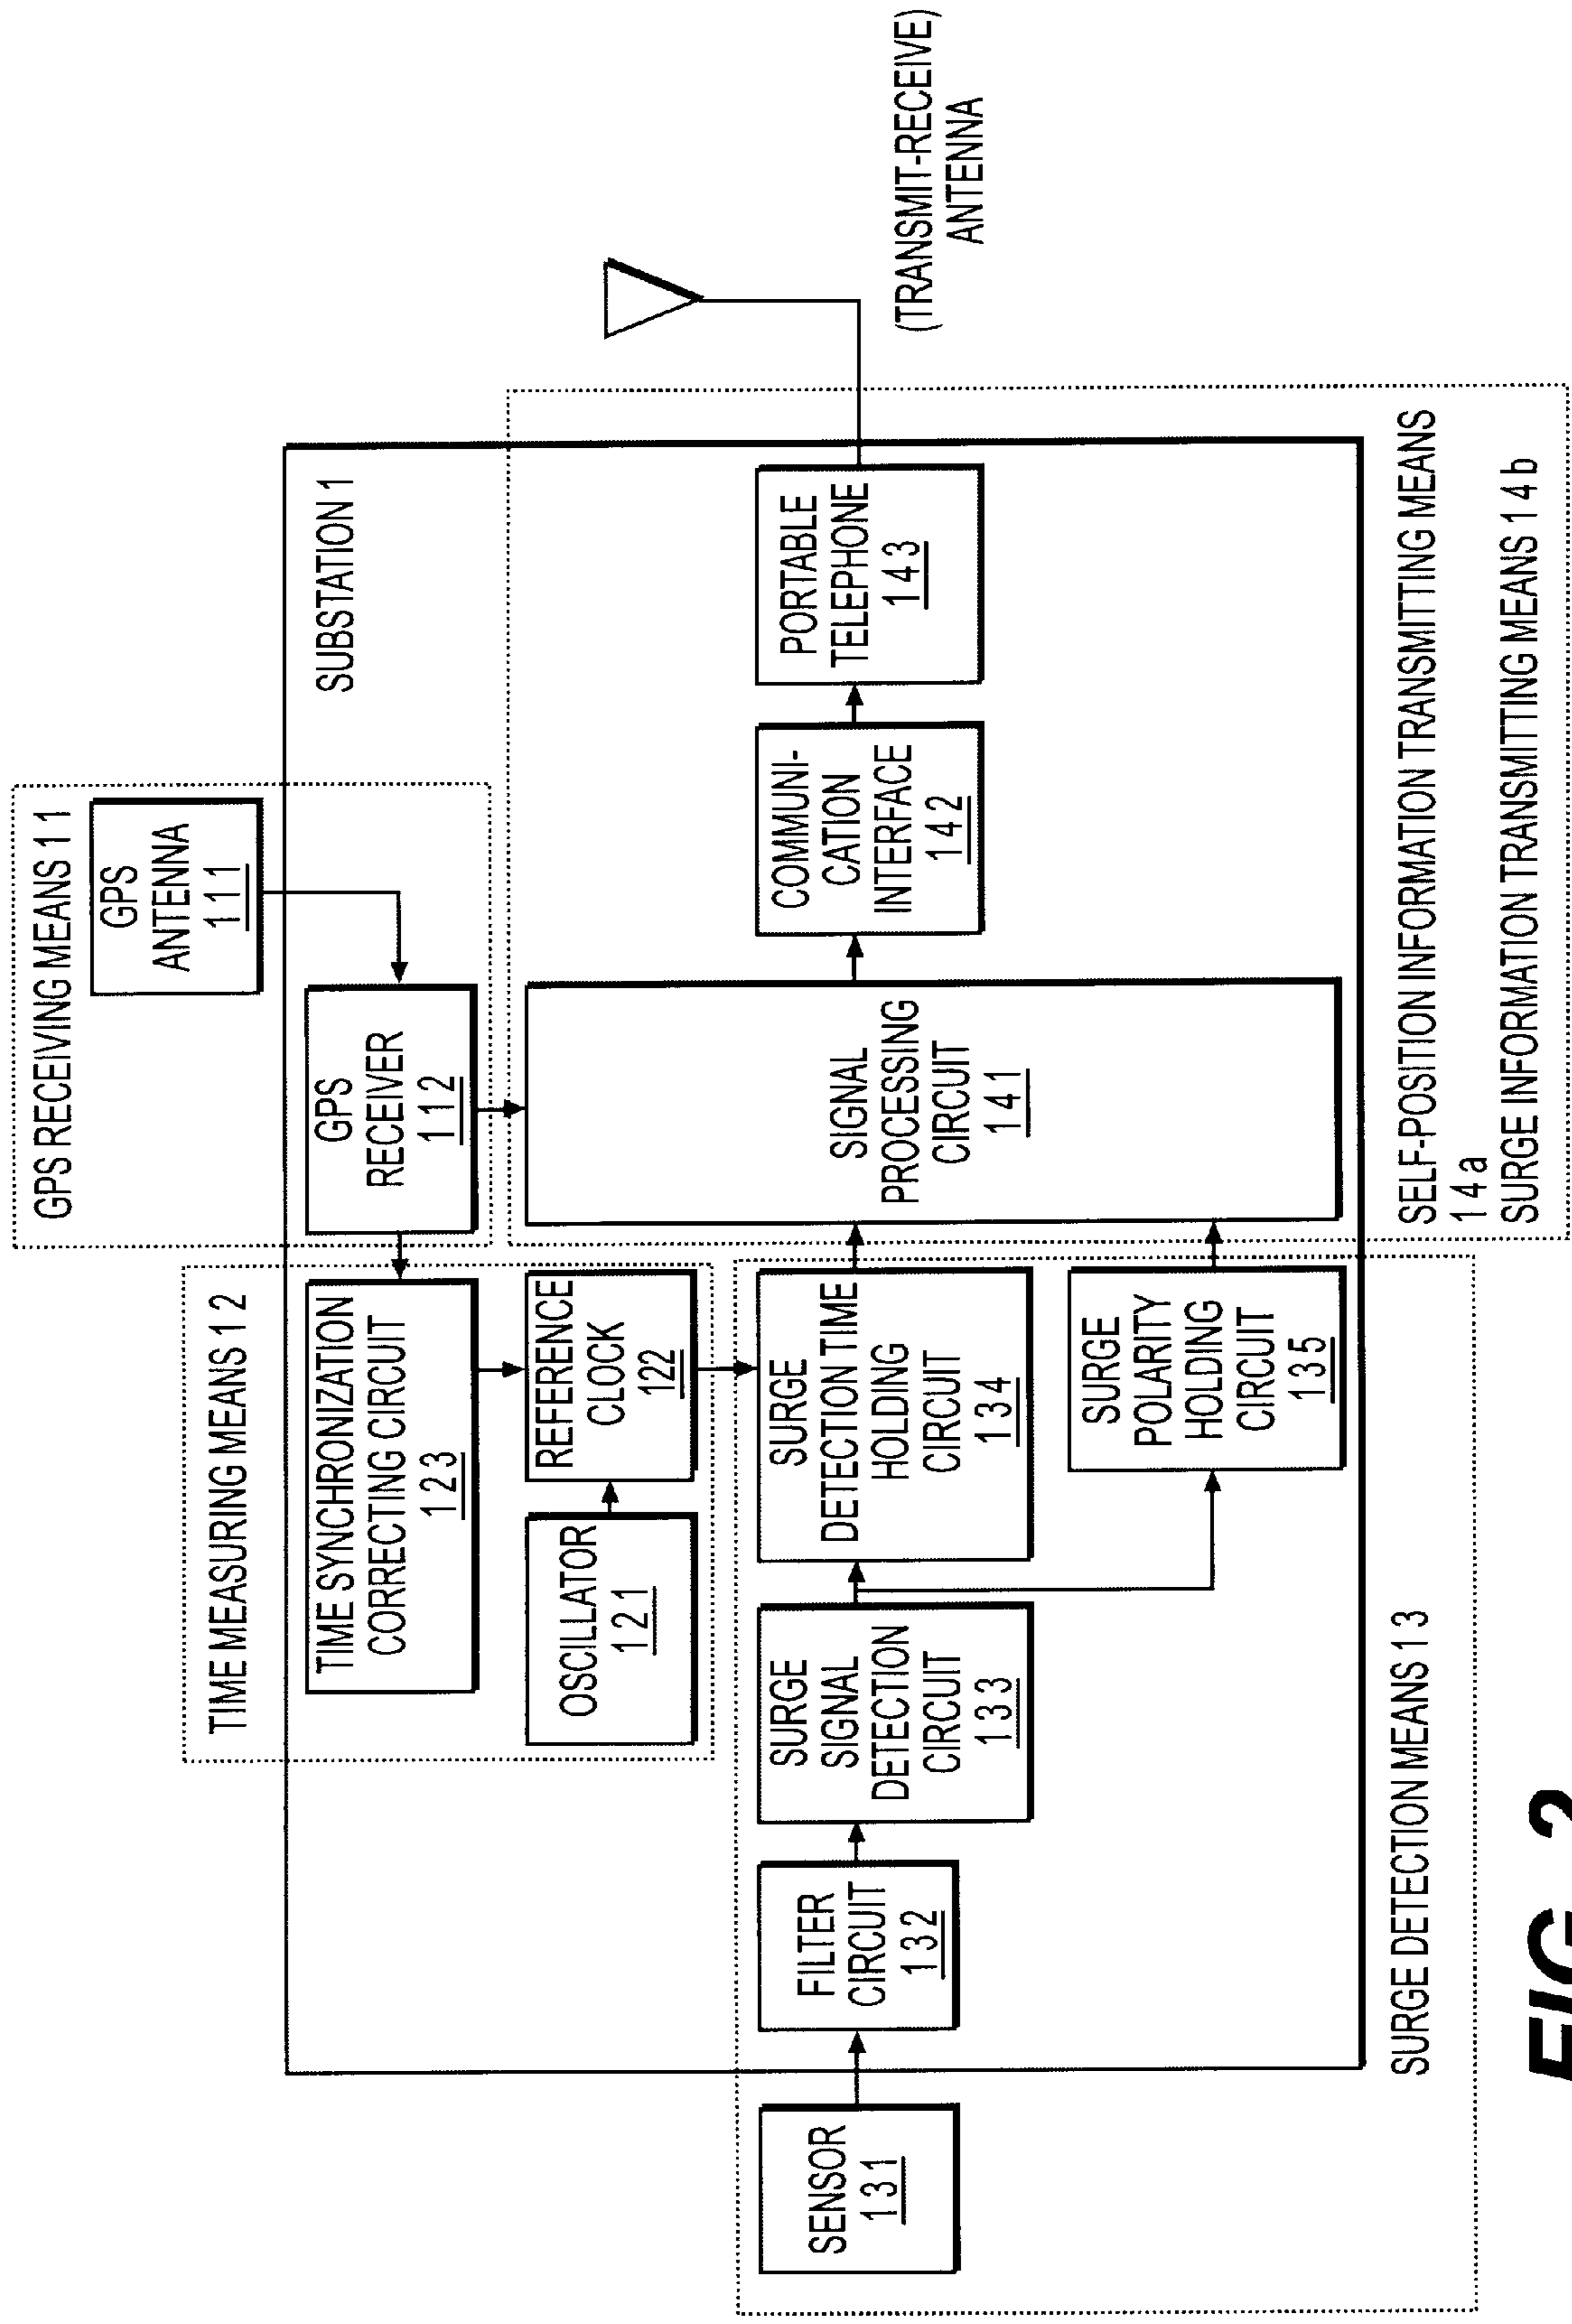 GPS RECEIVING MEANS 11
GPS
ANTENNA
111
TIME MEASURING MEANS 12
SUBSTATION 1
TIME SYNCHRONIZATION
CORRECTING CIRCUIT
123
GPS
RECEIVER
112
OSCILLATOR
121
REFERENCE
CLOCK
122
SENSOR
131
FILTER
CIRCUIT
132
SURGE
SIGNAL
DETECTION
CIRCUIT
133
SURGE
DETECTION TIME
HOLDING
CIRCUIT
134
SURGE
POLARITY
HOLDING
CIRCUIT
135
SIGNAL
PROCESSING
CIRCUIT
141
COMMUNI-
CATION
INTERFACE
142
PORTABLE
TELEPHONE
143
(TRANSMIT-RECEIVE)
ANTENNA
SURGE DETECTION MEANS 13
SELF-POSITION INFORMATION TRANSMITTING MEANS
14a
SURGE INFORMATION TRANSMITTING MEANS 14b
FIG. 2